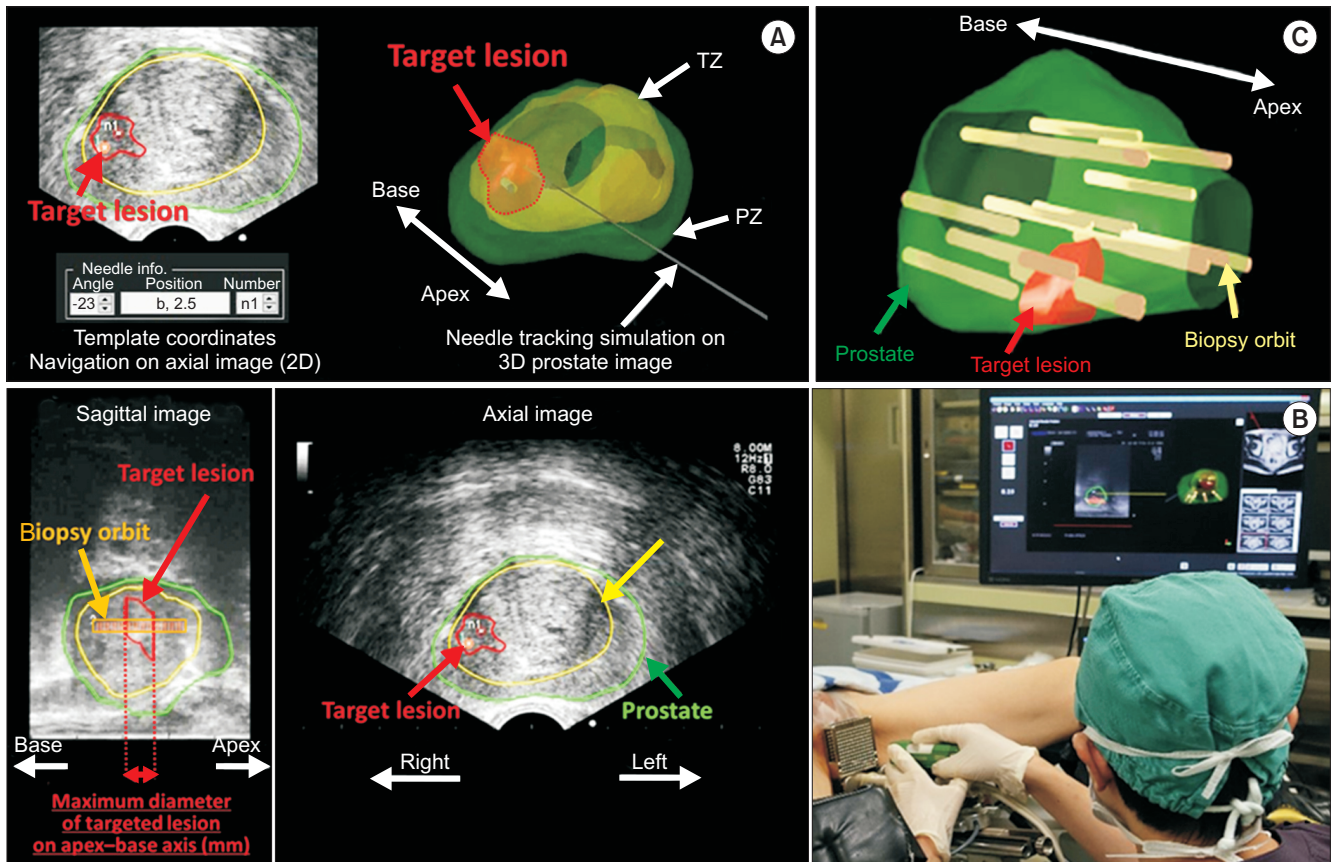 A
Target lesion
TZ
n1
Target lesion
Base
PZ
Apex
Needle info.
Angle Position Number
-23 b, 2.5 n1
Template coordinates
Navigation on axial image (2D)
Needle tracking simulation on
3D prostate image
C
Base
Apex
Biopsy orbit
Prostate
Target lesion
Sagittal image
Target lesion
Biopsy orbit
Base
Apex
Maximum diameter
of targeted lesion
on apex–base axis (mm)
Axial image
8.00M
R8.0
G83
C11
n1
Target lesion
Prostate
Right
Left
B